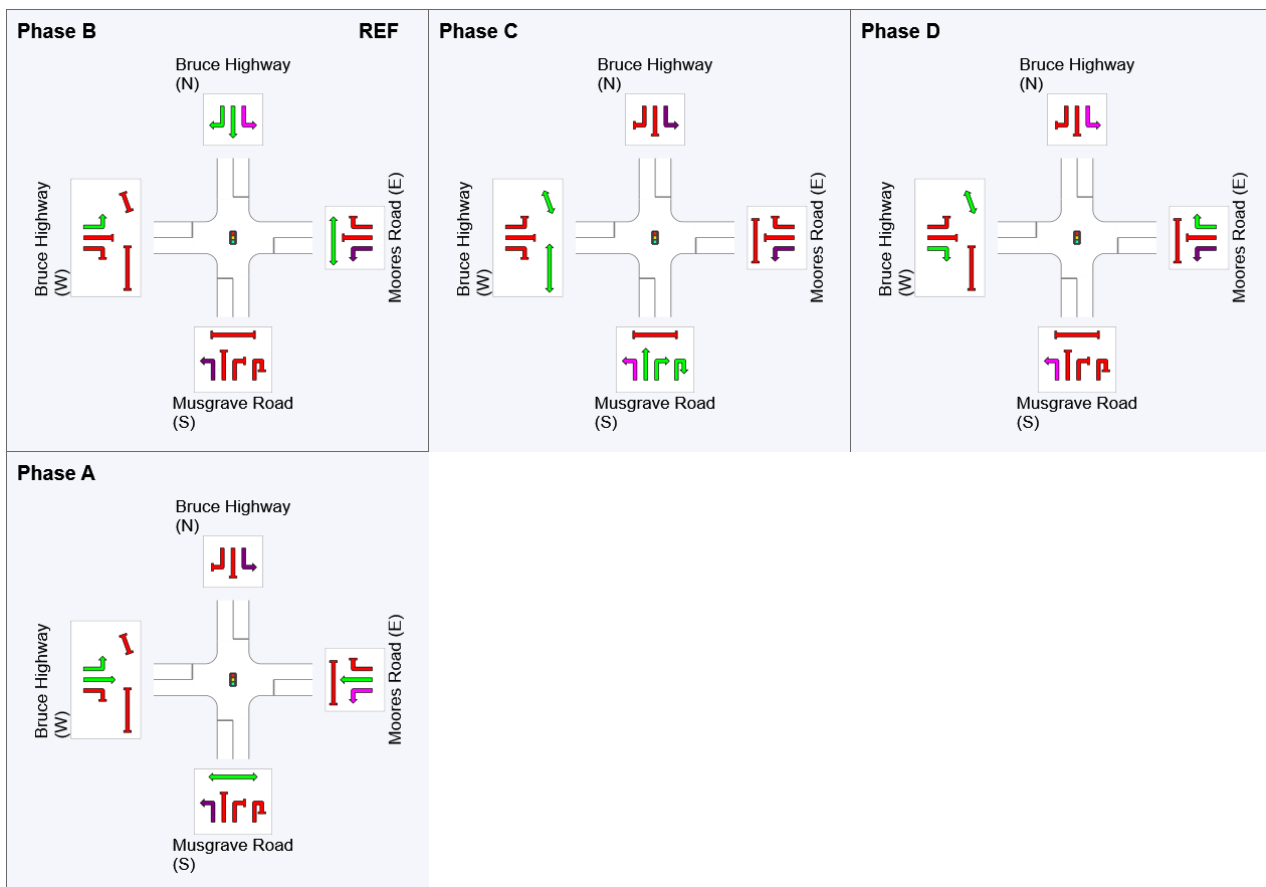 Phase B
REF
Bruce Highway
(N)
Bruce Highway
(W)
Moores Road (E)
Musgrave Road
(S)
Phase C
Bruce Highway
(N)
Bruce Highway
(W)
Moores Road (E)
Musgrave Road
(S)
Phase D
Bruce Highway
(N)
Bruce Highway
(W)
Moores Road (E)
Musgrave Road
(S)
Phase A
Bruce Highway
(N)
Bruce Highway
(W)
Moores Road (E)
Musgrave Road
(S)